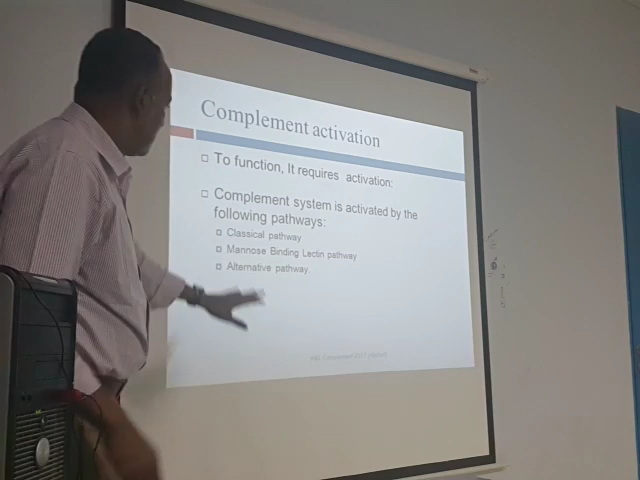 Complement activation
To function, It requires activation:
Complement system is activated by the
following pathways:
Classical pathway
Mannose Binding Lectin pathway
Alternative pathway.